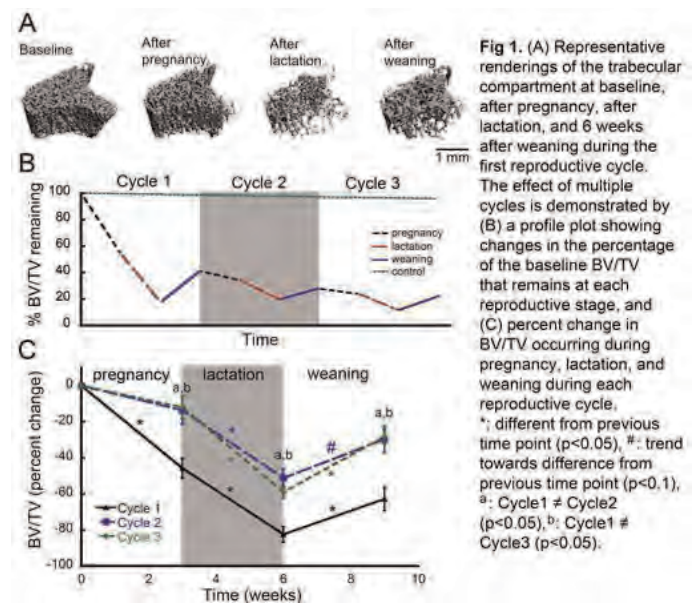 A
Baseline
After
pregnancy
After
lactation
After
weaning
1 mm
B
Cycle 1
Cycle 2
Cycle 3
% BV/TV remaining
100
80
60
40
20
0
pregnancy
lactation
weaning
control
Time
C
pregnancy
lactation
weaning
BV/TV (percent change)
0
-20
-40
-60
-80
-100
a,b
a,b
a,b
*
*
*
*
*
#
*
Cycle 1
Cycle 2
Cycle 3
0
2
4
6
8
10
Time (weeks)
Fig 1. (A) Representative
renderings of the trabecular
compartment at baseline,
after pregnancy, after
lactation, and 6 weeks
after weaning during the
first reproductive cycle.
The effect of multiple
cycles is demonstrated by
(B) a profile plot showing
changes in the percentage
of the baseline BV/TV
that remains at each
reproductive stage, and
(C) percent change in
BV/TV occurring during
pregnancy, lactation, and
weaning during each
reproductive cycle,
*: different from previous
time point (p<0.05), #: trend
towards difference from
previous time point (p<0.1),
a: Cycle1 ≠ Cycle2
(p<0.05),b: Cycle1 ≠
Cycle3 (p<0.05).